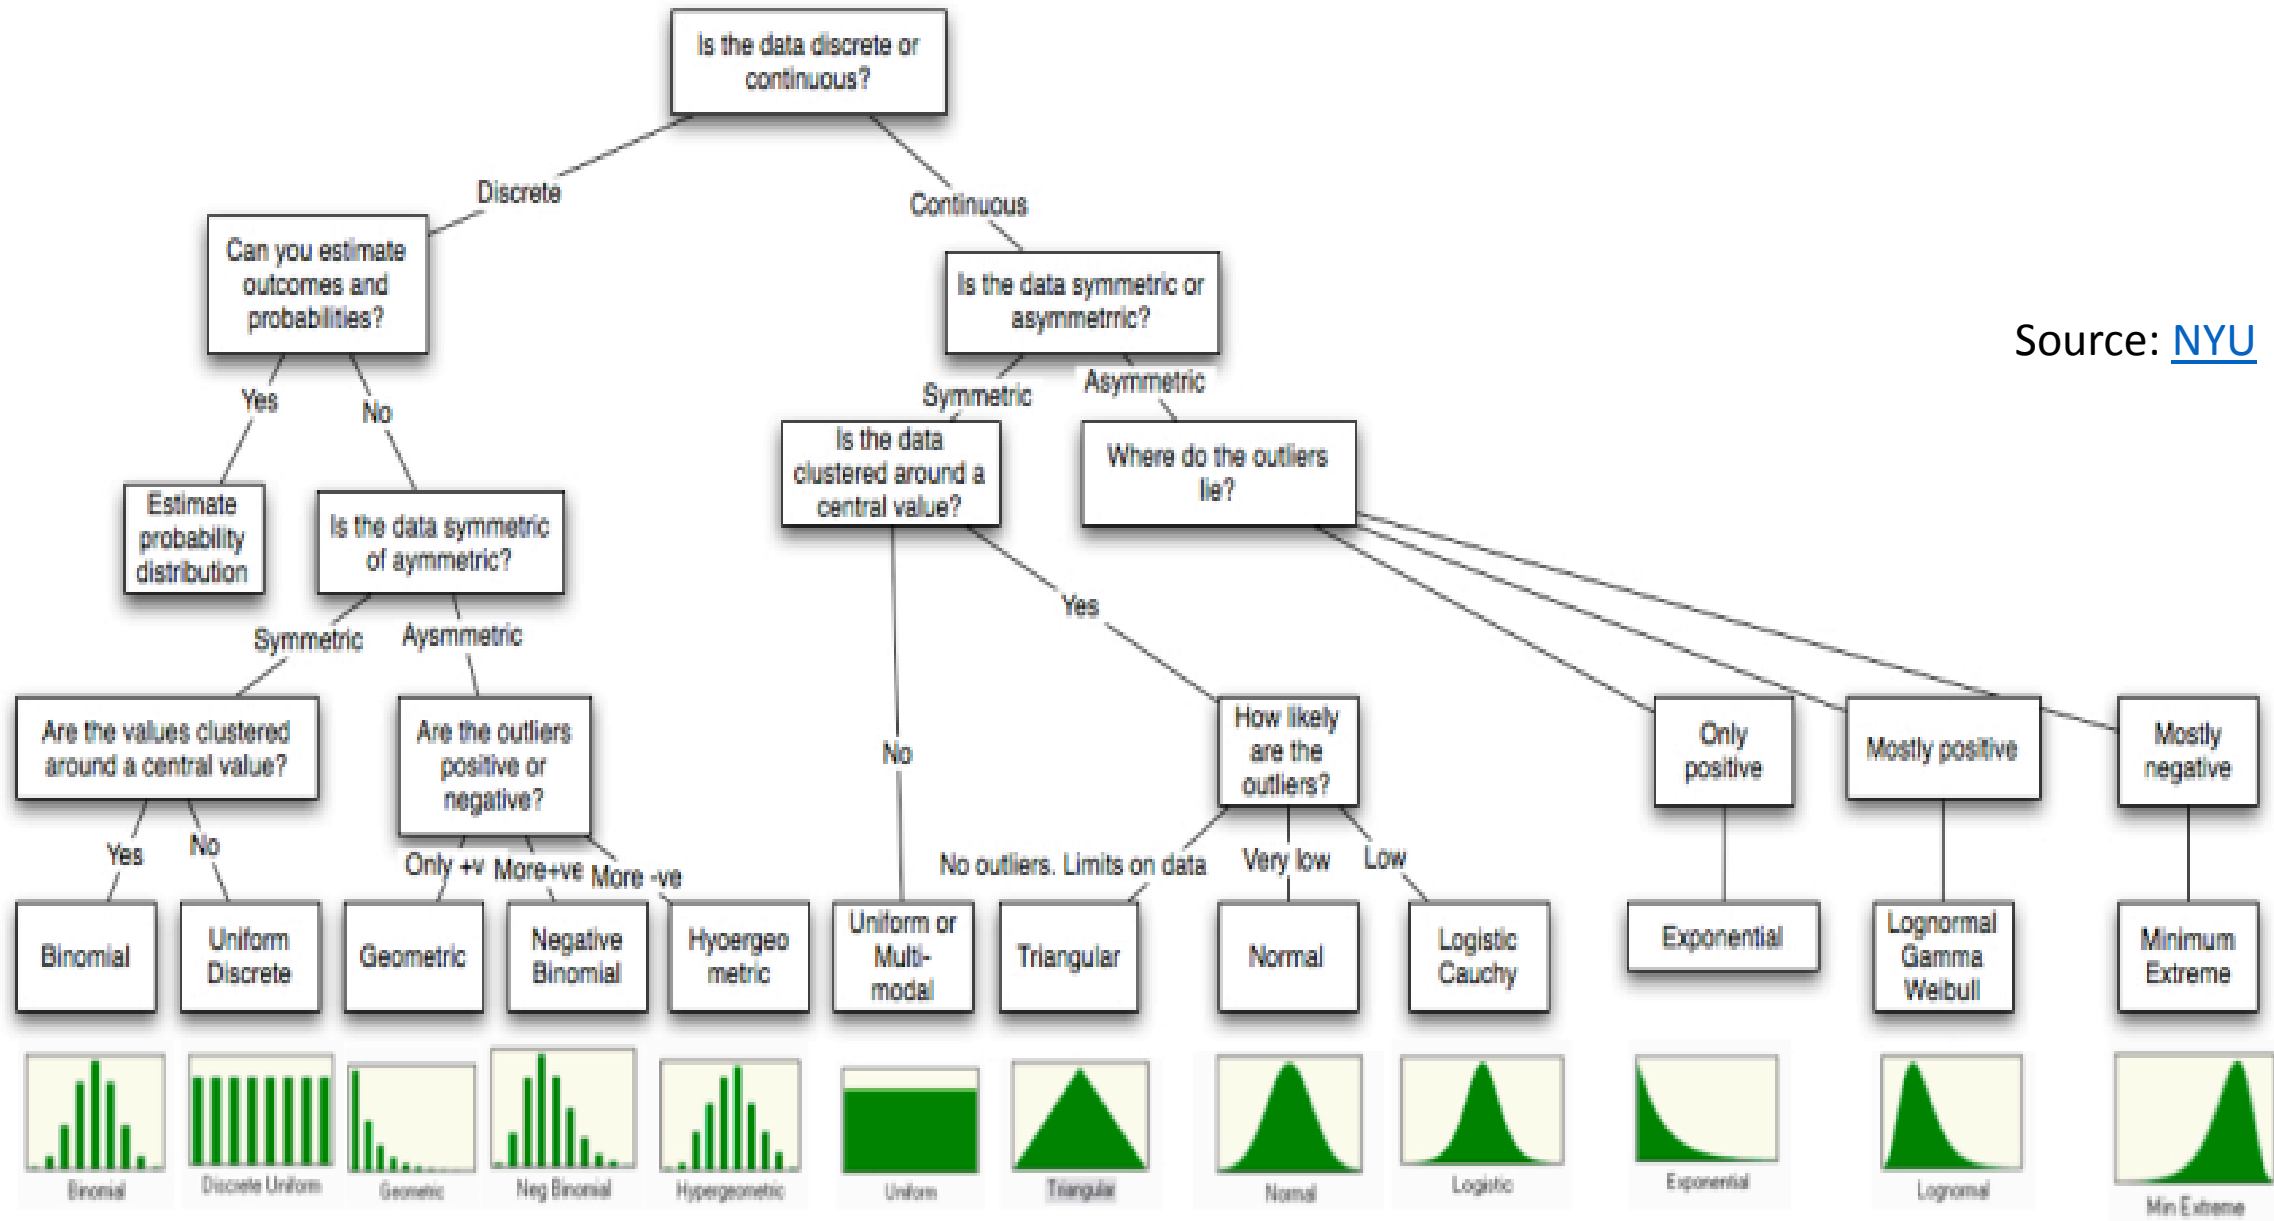 Is the data discrete or
continuous?
Discrete
Continuous
Can you estimate
outcomes and
probabilities?
Is the data symmetric or
asymmetrric?
Source: NYU
Yes
No
Symmetric
Asymmetric
Estimate
probability
distribution
Is the data symmetric
of aymmetric?
Is the data
clustered around a
central value?
Where do the outliers
lie?
Symmetric
Aysmmetric
No
Yes
Are the values clustered
around a central value?
Are the outliers
positive or
negative?
How likely
are the
outliers?
Only
positive
Mostly positive
Mostly
negative
Yes
No
Only +v
More+ve
More -ve
No outliers. Limits on data
Very low
Low
Binomial
Uniform
Discrete
Geometric
Negative
Binomial
Hyoergeo
metric
Uniform or
Multi-
modal
Triangular
Normal
Logistic
Cauchy
Exponential
Lognormal
Gamma
Weibull
Minimum
Extreme
Binomial
Discrete Uniform
Geometric
Neg Binomial
Hypergeometric
Uniform
Triangular
Normal
Logistic
Exponential
Lognormal
Min Extreme